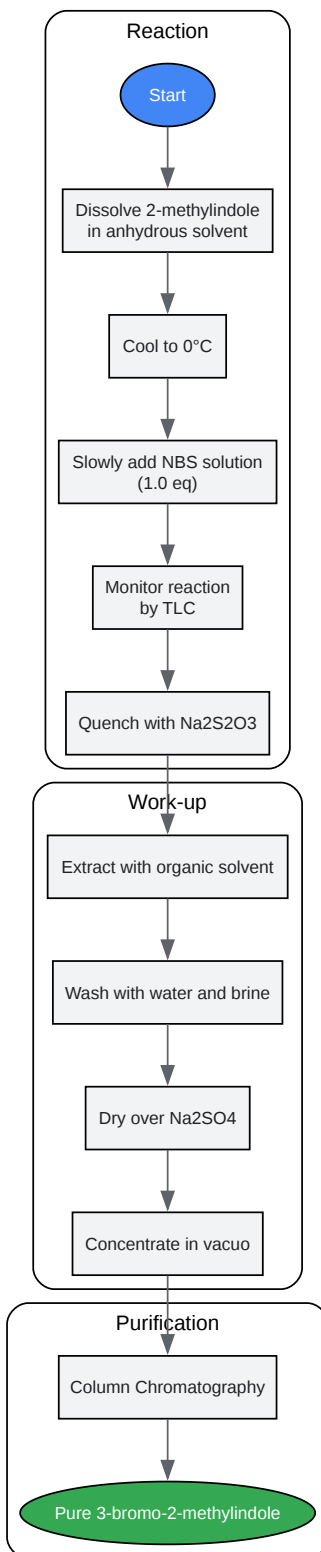 Reaction
Start
Dissolve 2-methylindole
in anhydrous solvent
Cool to 0°C
Slowly add NBS solution
(1.0 eq)
Monitor reaction
by TLC
Quench with Na2S2O3
Work-up
Extract with organic solvent
Wash with water and brine
Dry over Na2SO4
Concentrate in vacuo
Purification
Column Chromatography
Pure 3-bromo-2-methylindole